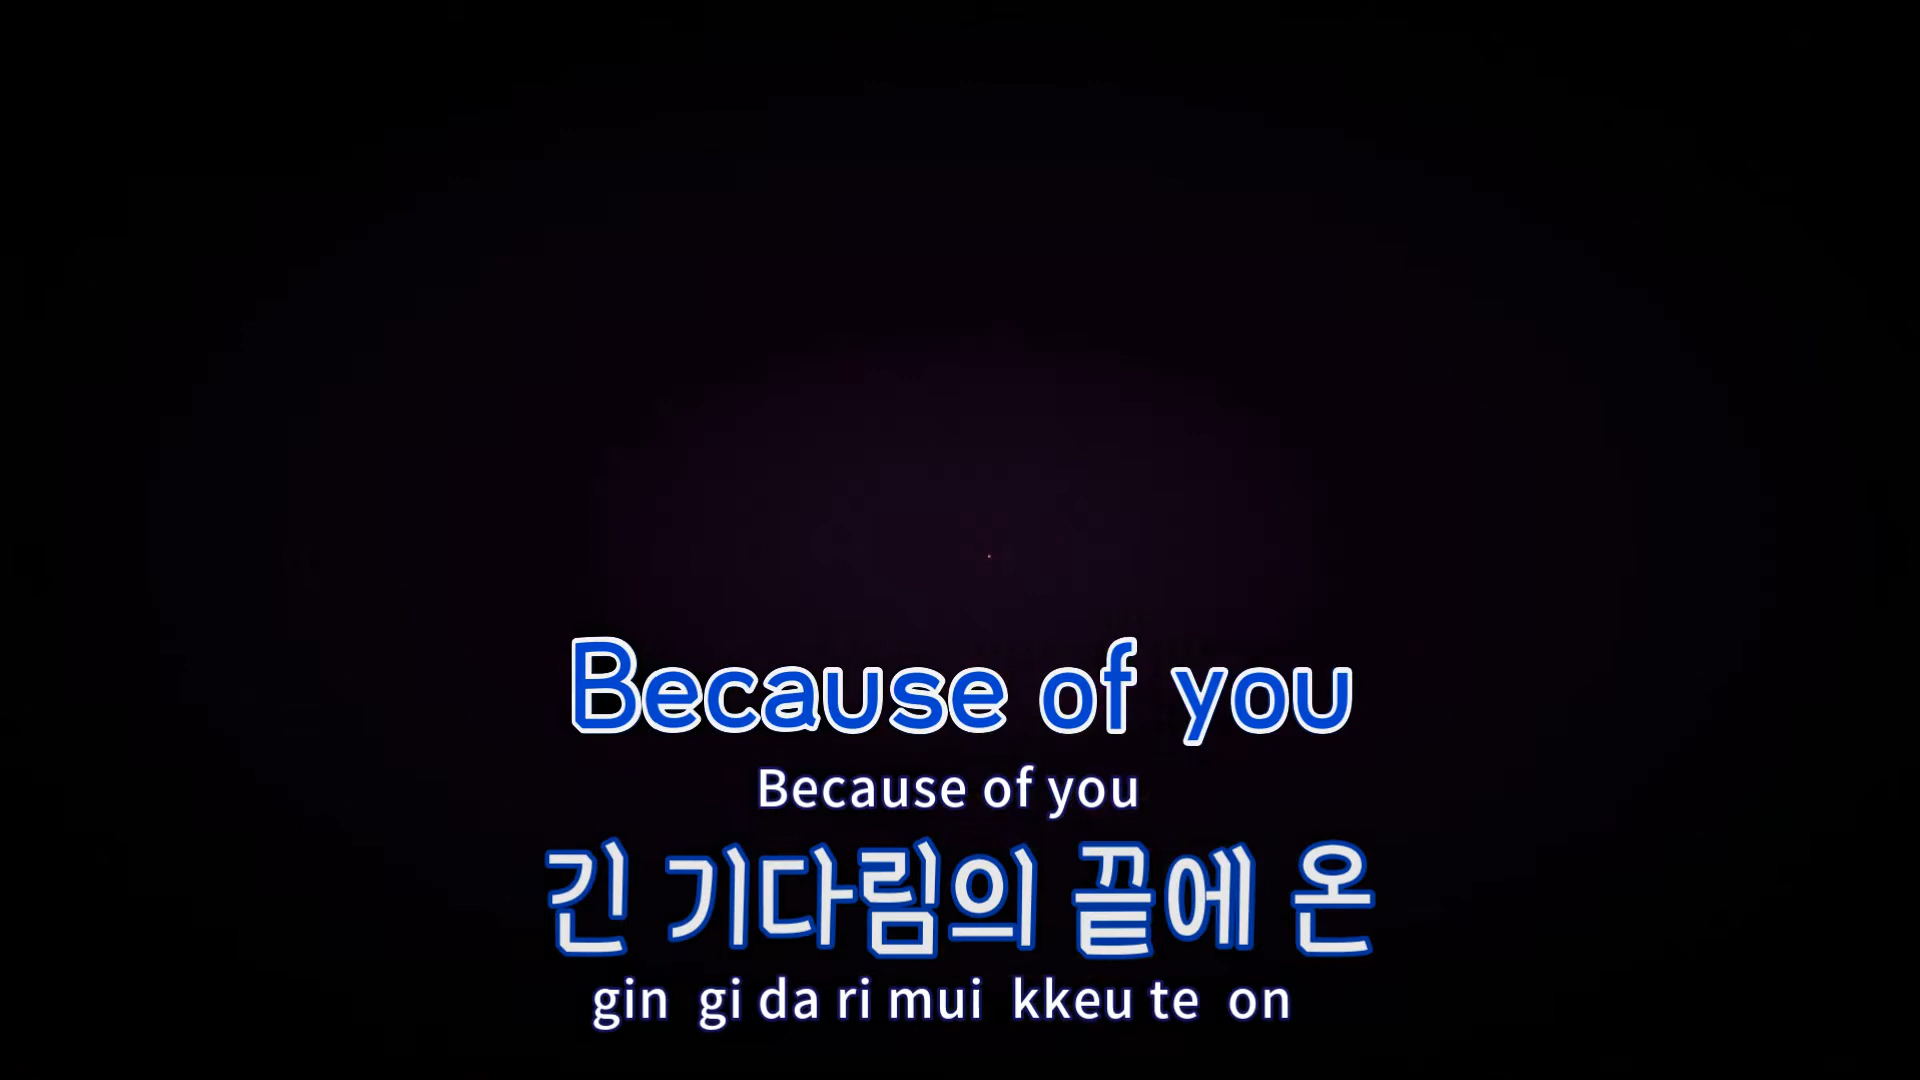 Because of you
Because of you
긴 기다림의 끝에 온
gin gi da ri mui kkeu te on